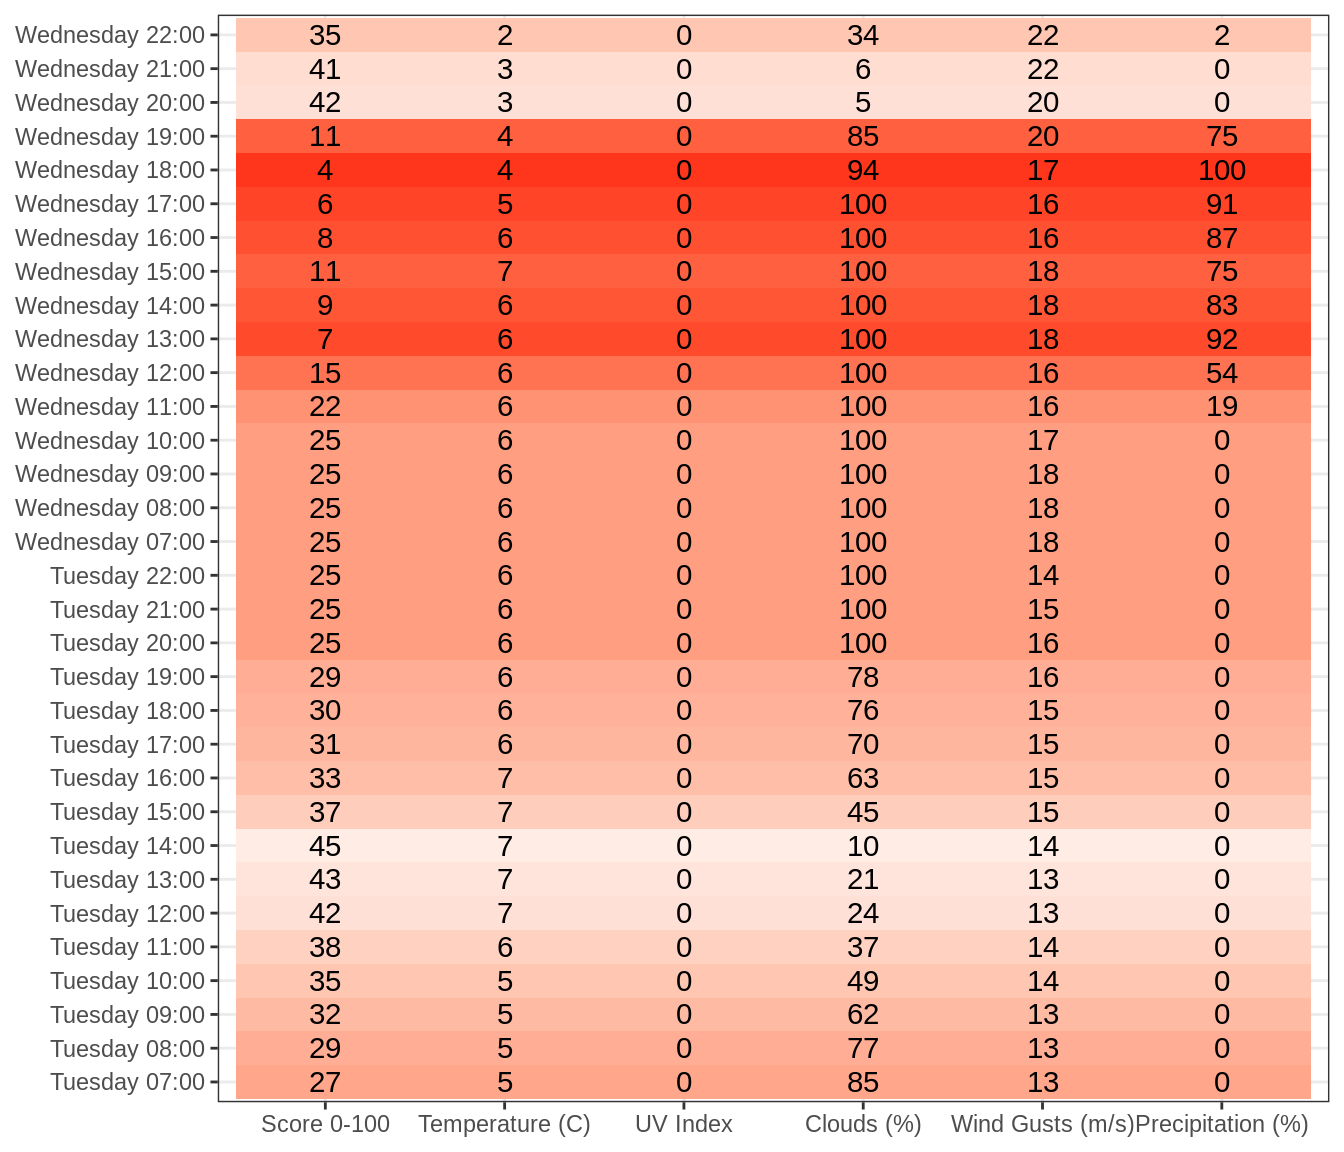 Wednesday 22:00 35 2 0 34 22 2
Wednesday 21:00 41 3 0 6 22 0
Wednesday 20:00 42 3 0 5 20 0
Wednesday 19:00 11 4 0 85 20 75
Wednesday 18:00 4 4 0 94 17 100
Wednesday 17:00 6 5 0 100 16 91
Wednesday 16:00 8 6 0 100 16 87
Wednesday 15:00 11 7 0 100 18 75
Wednesday 14:00 9 6 0 100 18 83
Wednesday 13:00 7 6 0 100 18 92
Wednesday 12:00 15 6 0 100 16 54
Wednesday 11:00 22 6 0 100 16 19
Wednesday 10:00 25 6 0 100 17 0
Wednesday 09:00 25 6 0 100 18 0
Wednesday 08:00 25 6 0 100 18 0
Wednesday 07:00 25 6 0 100 18 0
Tuesday 22:00 25 6 0 100 14 0
Tuesday 21:00 25 6 0 100 15 0
Tuesday 20:00 25 6 0 100 16 0
Tuesday 19:00 29 6 0 78 16 0
Tuesday 18:00 30 6 0 76 15 0
Tuesday 17:00 31 6 0 70 15 0
Tuesday 16:00 33 7 0 63 15 0
Tuesday 15:00 37 7 0 45 15 0
Tuesday 14:00 45 7 0 10 14 0
Tuesday 13:00 43 7 0 21 13 0
Tuesday 12:00 42 7 0 24 13 0
Tuesday 11:00 38 6 0 37 14 0
Tuesday 10:00 35 5 0 49 14 0
Tuesday 09:00 32 5 0 62 13 0
Tuesday 08:00 29 5 0 77 13 0
Tuesday 07:00 27 5 0 85 13 0
Score 0-100 Temperature (C) UV Index Clouds (%) Wind Gusts (m/s) Precipitation (%)